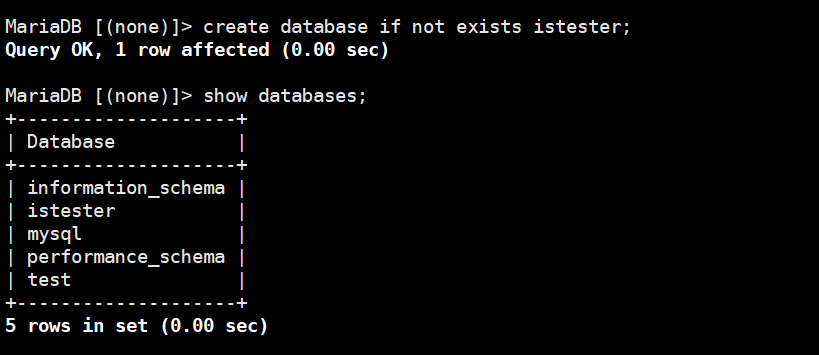 MariaDB [(none)]> create database if not exists istester;
Query OK, 1 row affected (0.00 sec)

MariaDB [(none)]> show databases;
+--------------------+
| Database           |
+--------------------+
| information_schema |
| istester           |
| mysql              |
| performance_schema |
| test               |
+--------------------+
5 rows in set (0.00 sec)